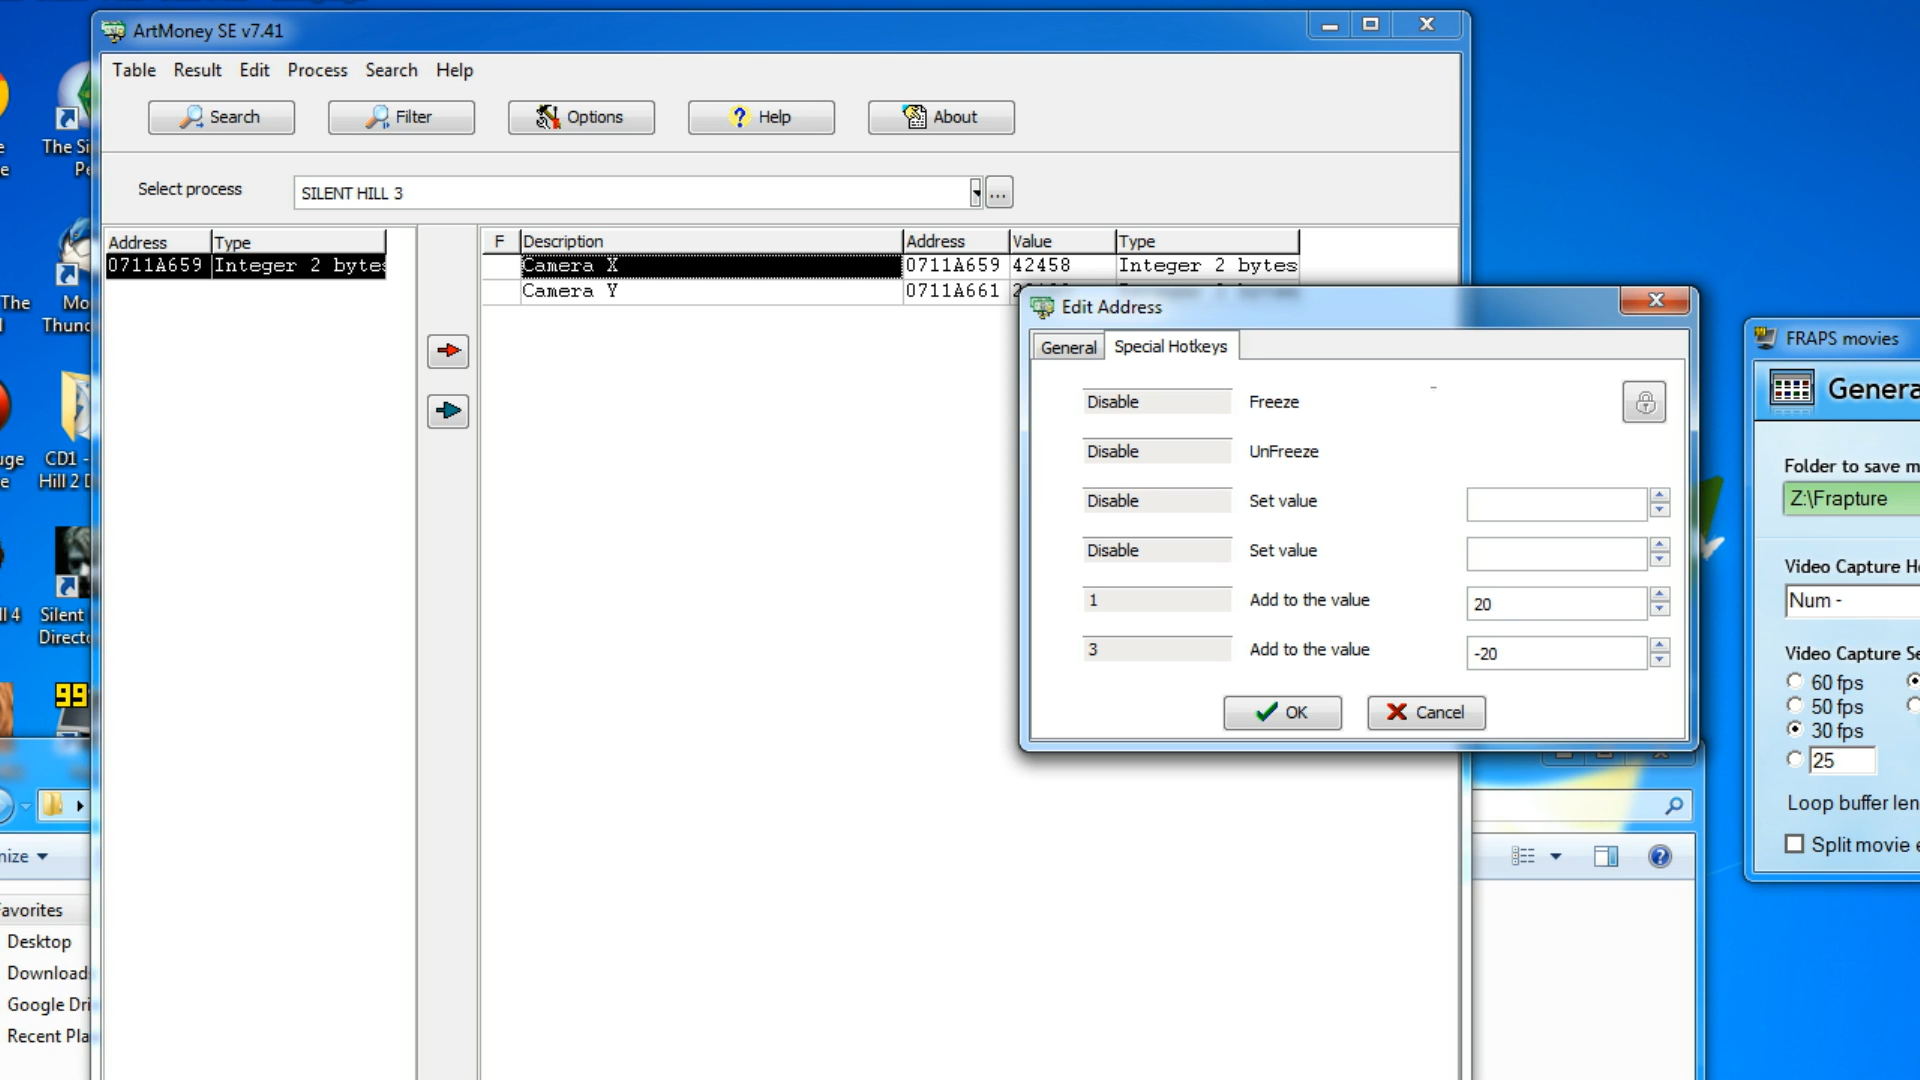 ArtMoney SE v7.41
Table Result Edit Process Search Help
Search Filter Options Help About
Select process SILENT HILL 3 ...
Address Type
0711A659 Integer 2 bytes
F Description Address Value Type
Camera X 0711A659 42458 Integer 2 bytes
Camera Y 0711A661
Edit Address
General Special Hotkeys
Disable Freeze
Disable UnFreeze
Disable Set value
Disable Set value
1 Add to the value 20
3 Add to the value -20
OK Cancel
FRAPS movies
Genera
Folder to save m
Z:\Frapture
Video Capture H
Num -
Video Capture Se
60 fps
50 fps
30 fps
25
Loop buffer len
Split movie e
The Si
Pe
The Mo
Thund
CD1 -
Hill 2 D
ill 4 Silent
Directo
99
nize
avorites
Desktop
Download
Google Dri
Recent Pla